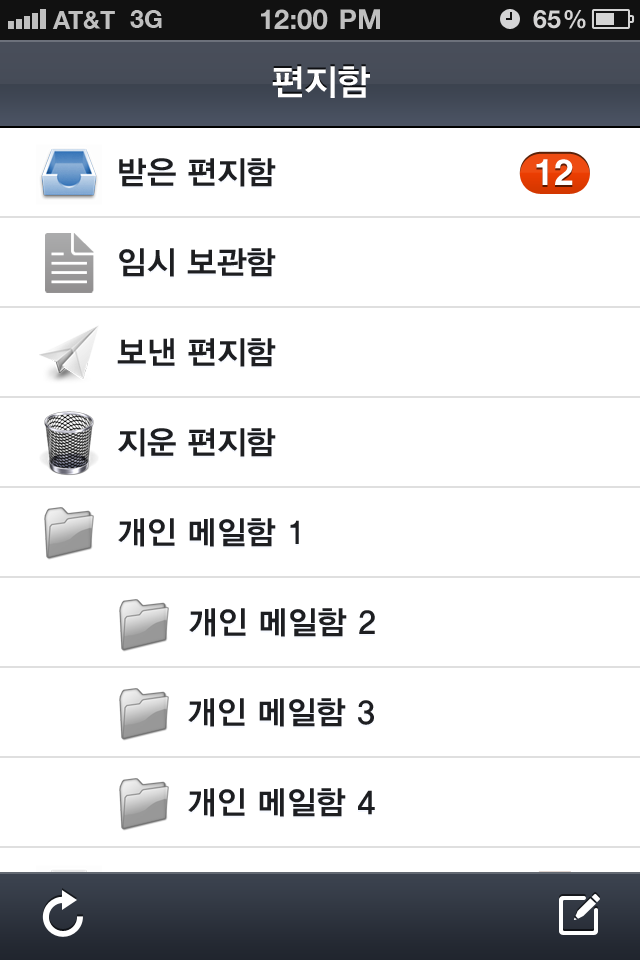 AT&T 3G 12:00 PM 65%
편지함
받은 편지함 12
임시 보관함
보낸 편지함
지운 편지함
개인 메일함 1
개인 메일함 2
개인 메일함 3
개인 메일함 4